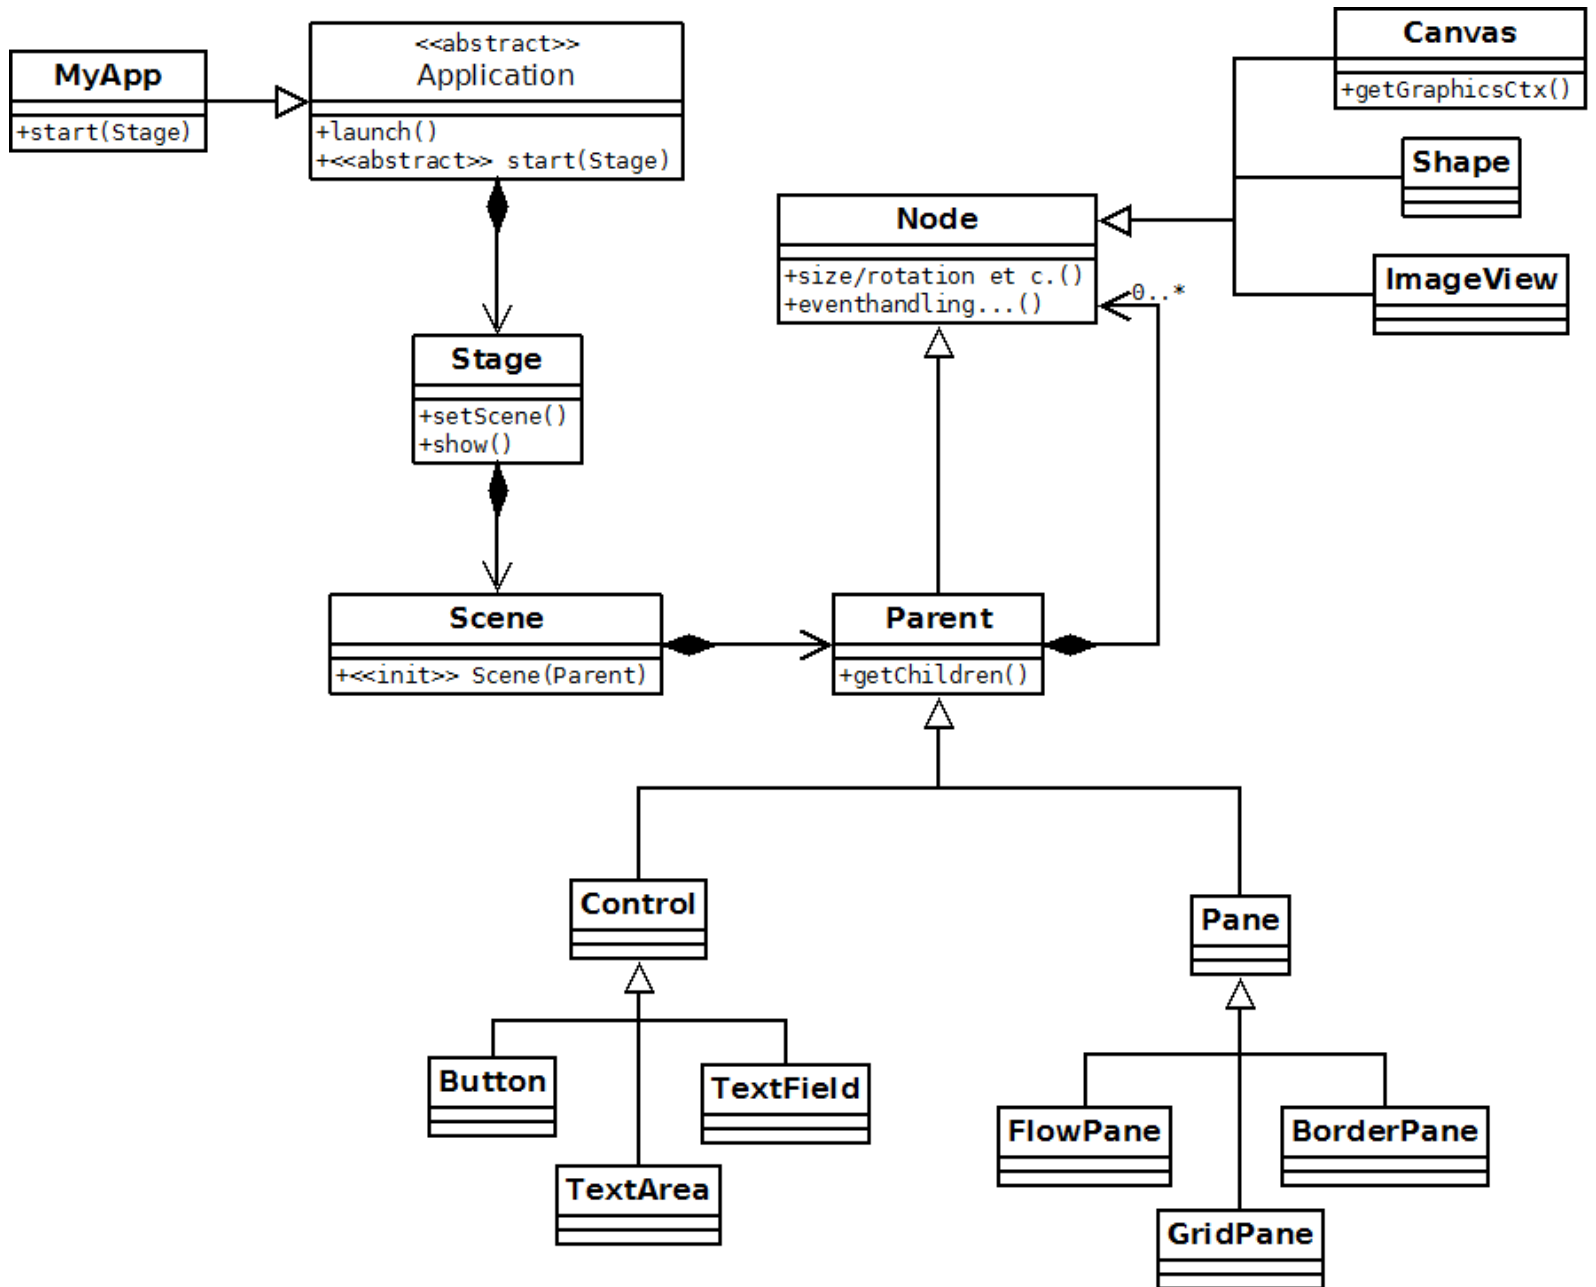 MyApp
+start(Stage)
<<abstract>>
Application
+launch()
+<<abstract>> start(Stage)
Canvas
+getGraphicsCtx()
Shape
ImageView
Node
+size/rotation et c.()
+eventhandling...()
0..*
Stage
+setScene()
+show()
Scene
+<<init>> Scene(Parent)
Parent
+getChildren()
Control
Pane
Button
TextField
TextArea
FlowPane
BorderPane
GridPane